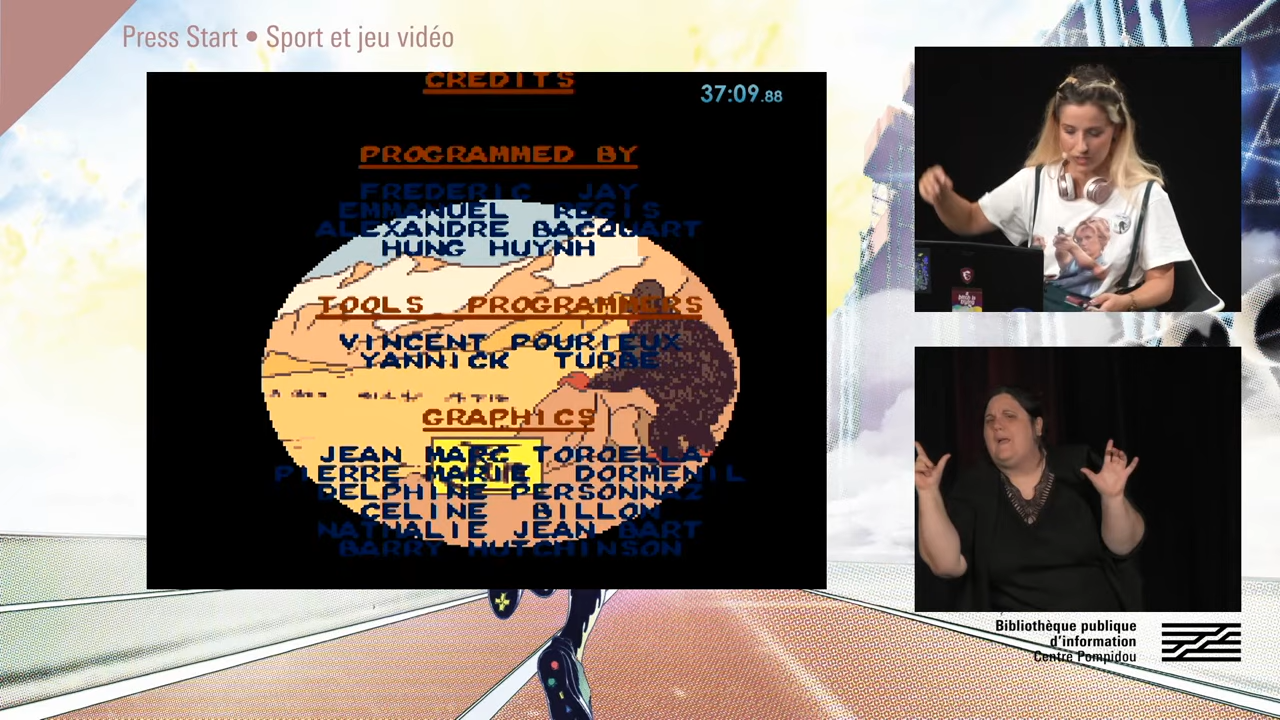 Press Start • Sport et jeu vidéo
CREDITS
37:09.88
PROGRAMMED BY
FREDERIC JAY
EMMANUEL REGIS
ALEXANDRE BACQUART
HUNG HUYNH
TOOLS PROGRAMMERS
VINCENT POURIEUX
YANNICK TURBE
GRAPHICS
JEAN MARC TOROELLA
PIERRE MARIE DORMENIL
DELPHINE PERSONNAZ
CELINE BILLON
NATHALIE JEAN BART
BARRY HUTCHINSON
Bibliothèque publique
d'information
Centre Pompidou